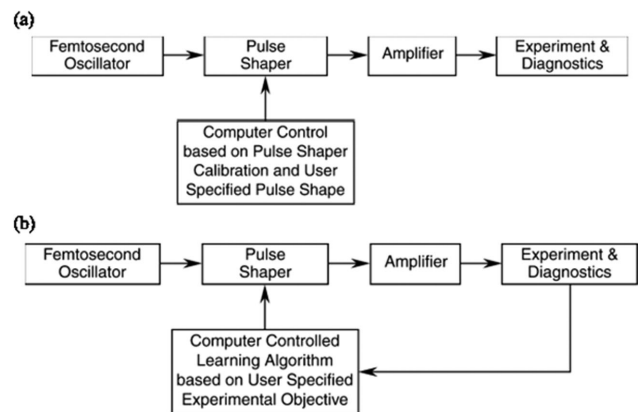 (a)
Femtosecond
Oscillator
Pulse
Shaper
Amplifier
Experiment &
Diagnostics
Computer Control
based on Pulse Shaper
Calibration and User
Specified Pulse Shape
(b)
Femtosecond
Oscillator
Pulse
Shaper
Amplifier
Experiment &
Diagnostics
Computer Controlled
Learning Algorithm
based on User Specified
Experimental Objective